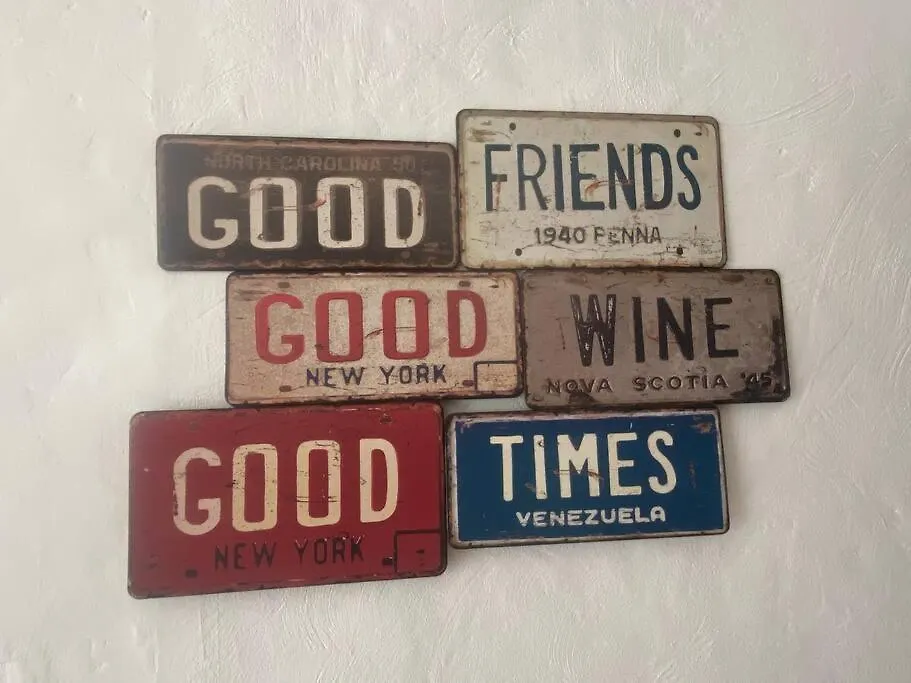 NORTH CAROLINA 50
GOOD
FRIENDS
1940 PENNA
GOOD
NEW YORK
WINE
NOVA SCOTIA '45
GOOD
NEW YORK
TIMES
VENEZUELA